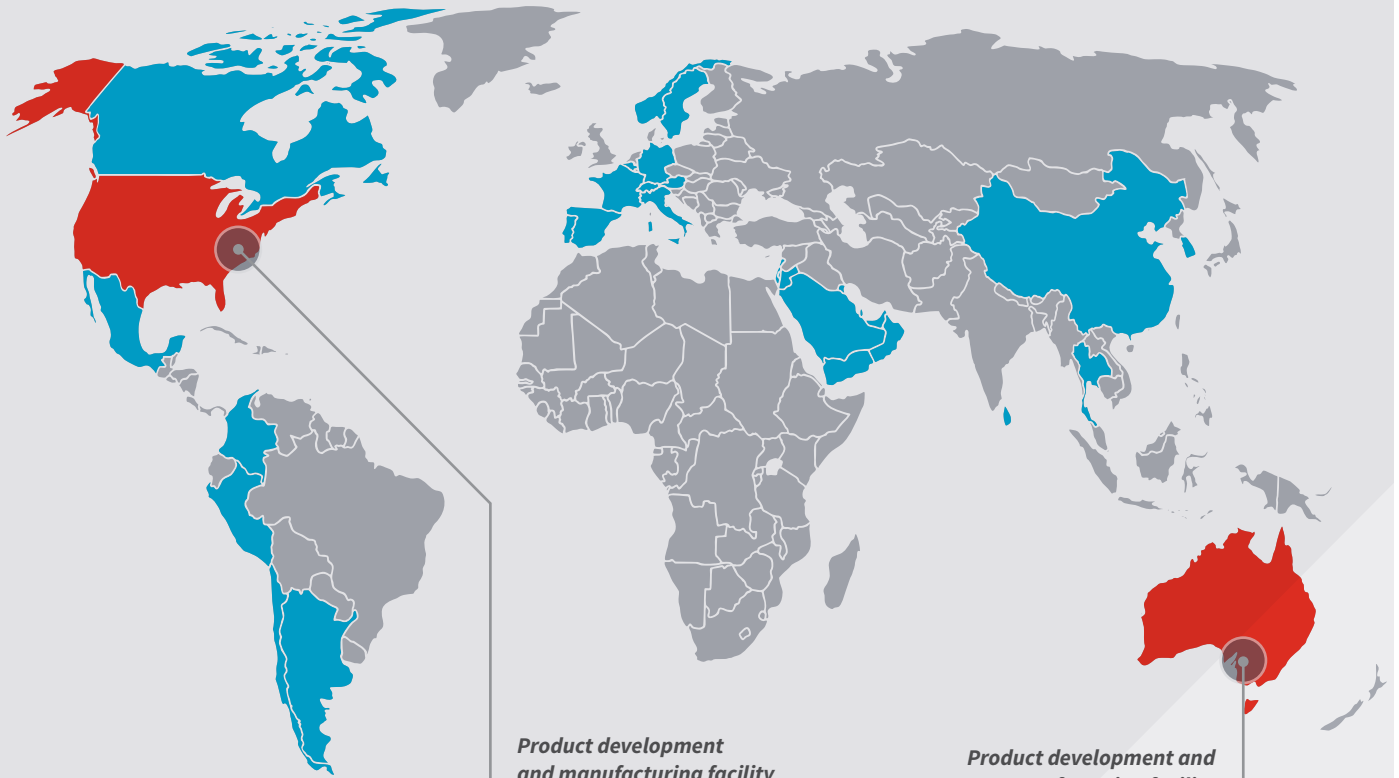 Product development
and manufacturing facility
Product development and